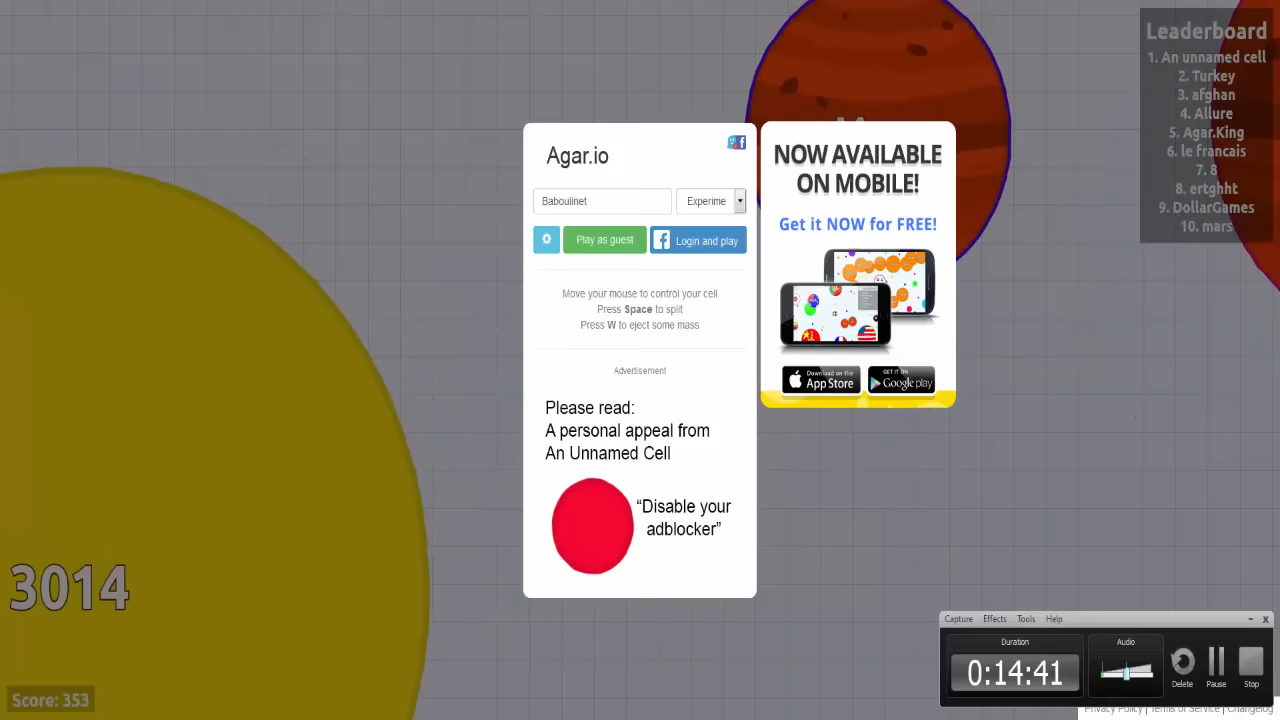 Agar.io
Baboulinet
Experime
Play as guest
Login and play
Move your mouse to control your cell
Press Space to split
Press W to eject some mass
Advertisement
Please read:
A personal appeal from
An Unnamed Cell
“Disable your
adblocker”
NOW AVAILABLE
ON MOBILE!
Get it NOW for FREE!
Download on the
App Store
GET IT ON
Google play
Leaderboard
1. An unnamed cell
2. Turkey
3. afghan
4. Allure
5. Agar.King
6. le francais
7. 8
8. ertghht
9. DollarGames
10. mars
3014
Score: 353
Capture Effects Tools Help
Duration
0:14:41
Audio
Delete
Pause
Stop
Privacy Policy | Terms of Service | Changelog